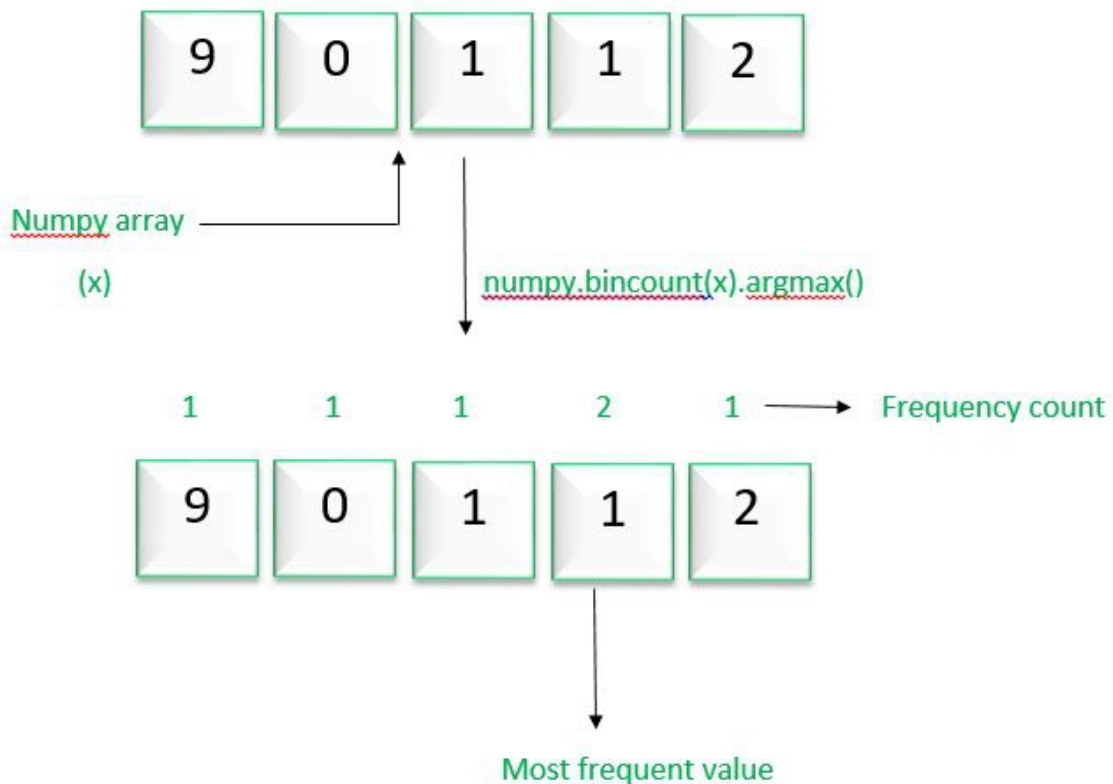 9 0 1 1 2
Numpy array
(x)
numpy.bincount(x).argmax()
1 1 1 2 1 Frequency count
9 0 1 1 2
Most frequent value